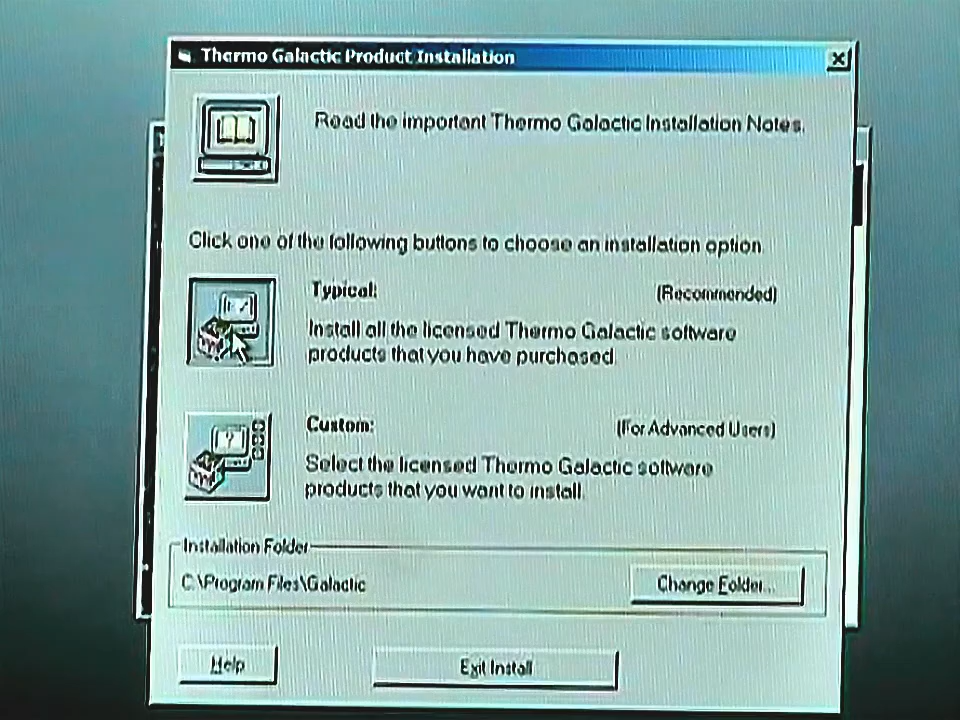 Thermo Galactic Product Installation
Read the important Thermo Galactic Installation Notes.
Click one of the following buttons to choose an installation option.
Typical: (Recommended)
Install all the licensed Thermo Galactic software
products that you have purchased.
Custom: (For Advanced Users)
Select the licensed Thermo Galactic software
products that you want to install.
Installation Folder
C:\Program Files\Galactic
Change Folder...
Help
Exit Install